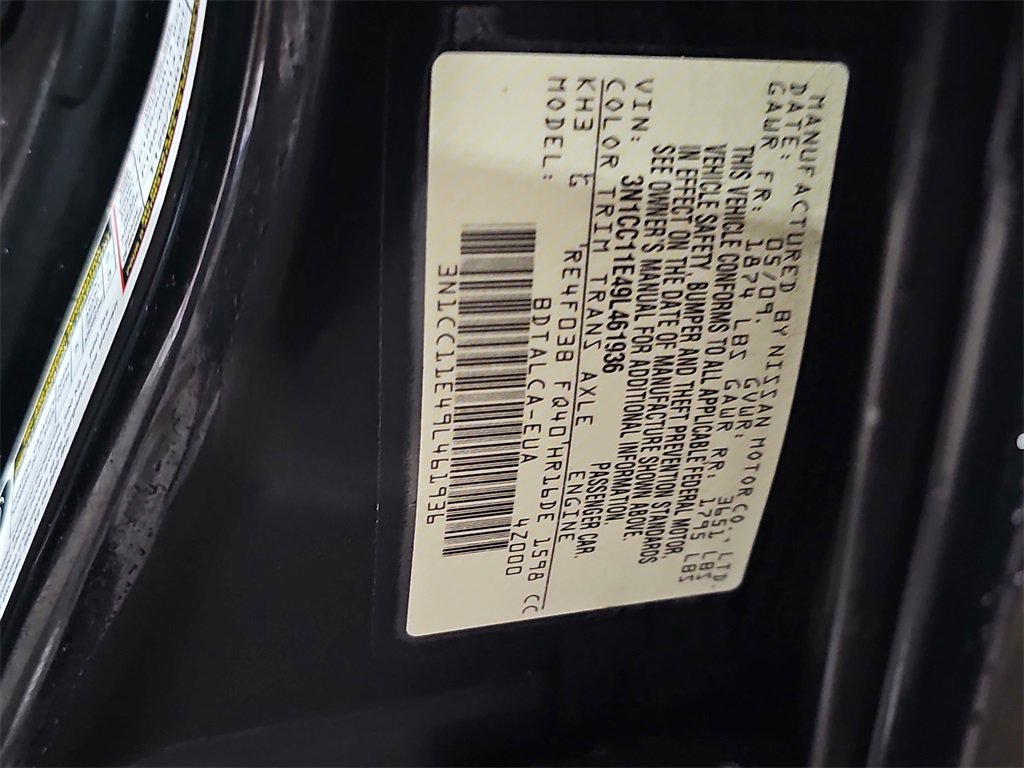 MANUFACTURED BY NISSAN MOTOR CO., LTD.
DATE: 05/09. GVWR: 3651 LBS
GAWR FR: 1874 LBS GAWR RR: 1795 LBS
THIS VEHICLE CONFORMS TO ALL APPLICABLE FEDERAL MOTOR
VEHICLE SAFETY, BUMPER AND THEFT PREVENTION STANDARDS
IN EFFECT ON THE DATE OF MANUFACTURE SHOWN ABOVE.
SEE OWNER'S MANUAL FOR ADDITIONAL INFORMATION.
VIN: 3N1CC11E49L461936 PASSENGER CAR.
COLOR TRIM TRANS AXLE ENGINE
KH3 G RE4F03B FQ40 HR16DE 1598 CC
MODEL: BDTALCA-EUA 4Z000
3N1CC11E49L461936